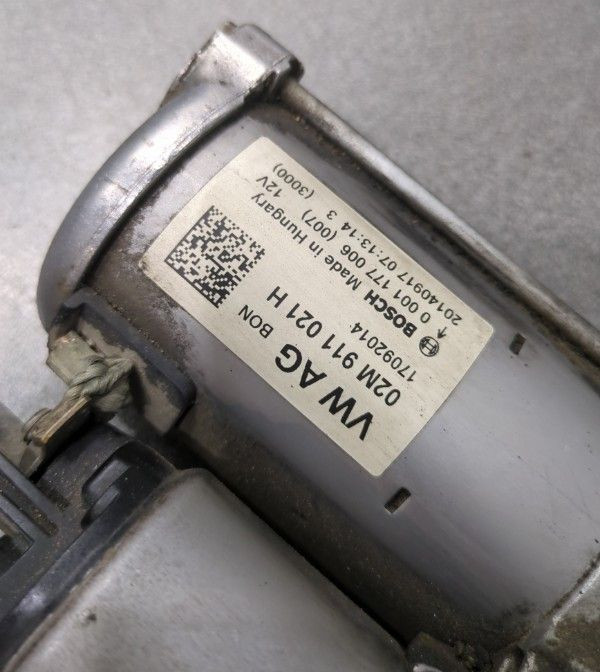 VW AG BON
02M 911 021 H
17092014
BOSCH Made in Hungary
↑ 0 001 177 006 (007) 12V
20140917 07:13:14 3 (3000)